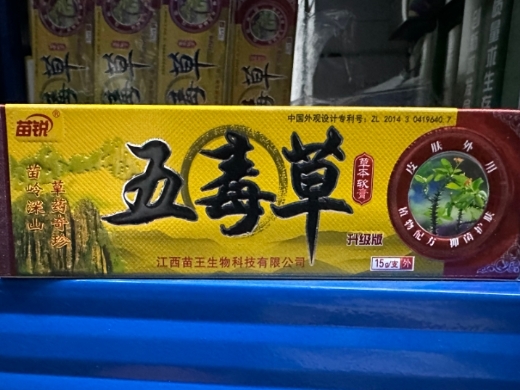 中国外观设计专利号: ZL 2014 3 0419640.7
苗锐®
五毒草
草本软膏
升级版
苗岭深山
草药奇珍
皮肤外用
植物配方 抑菌护肤
江西苗王生物科技有限公司
15g/支 外